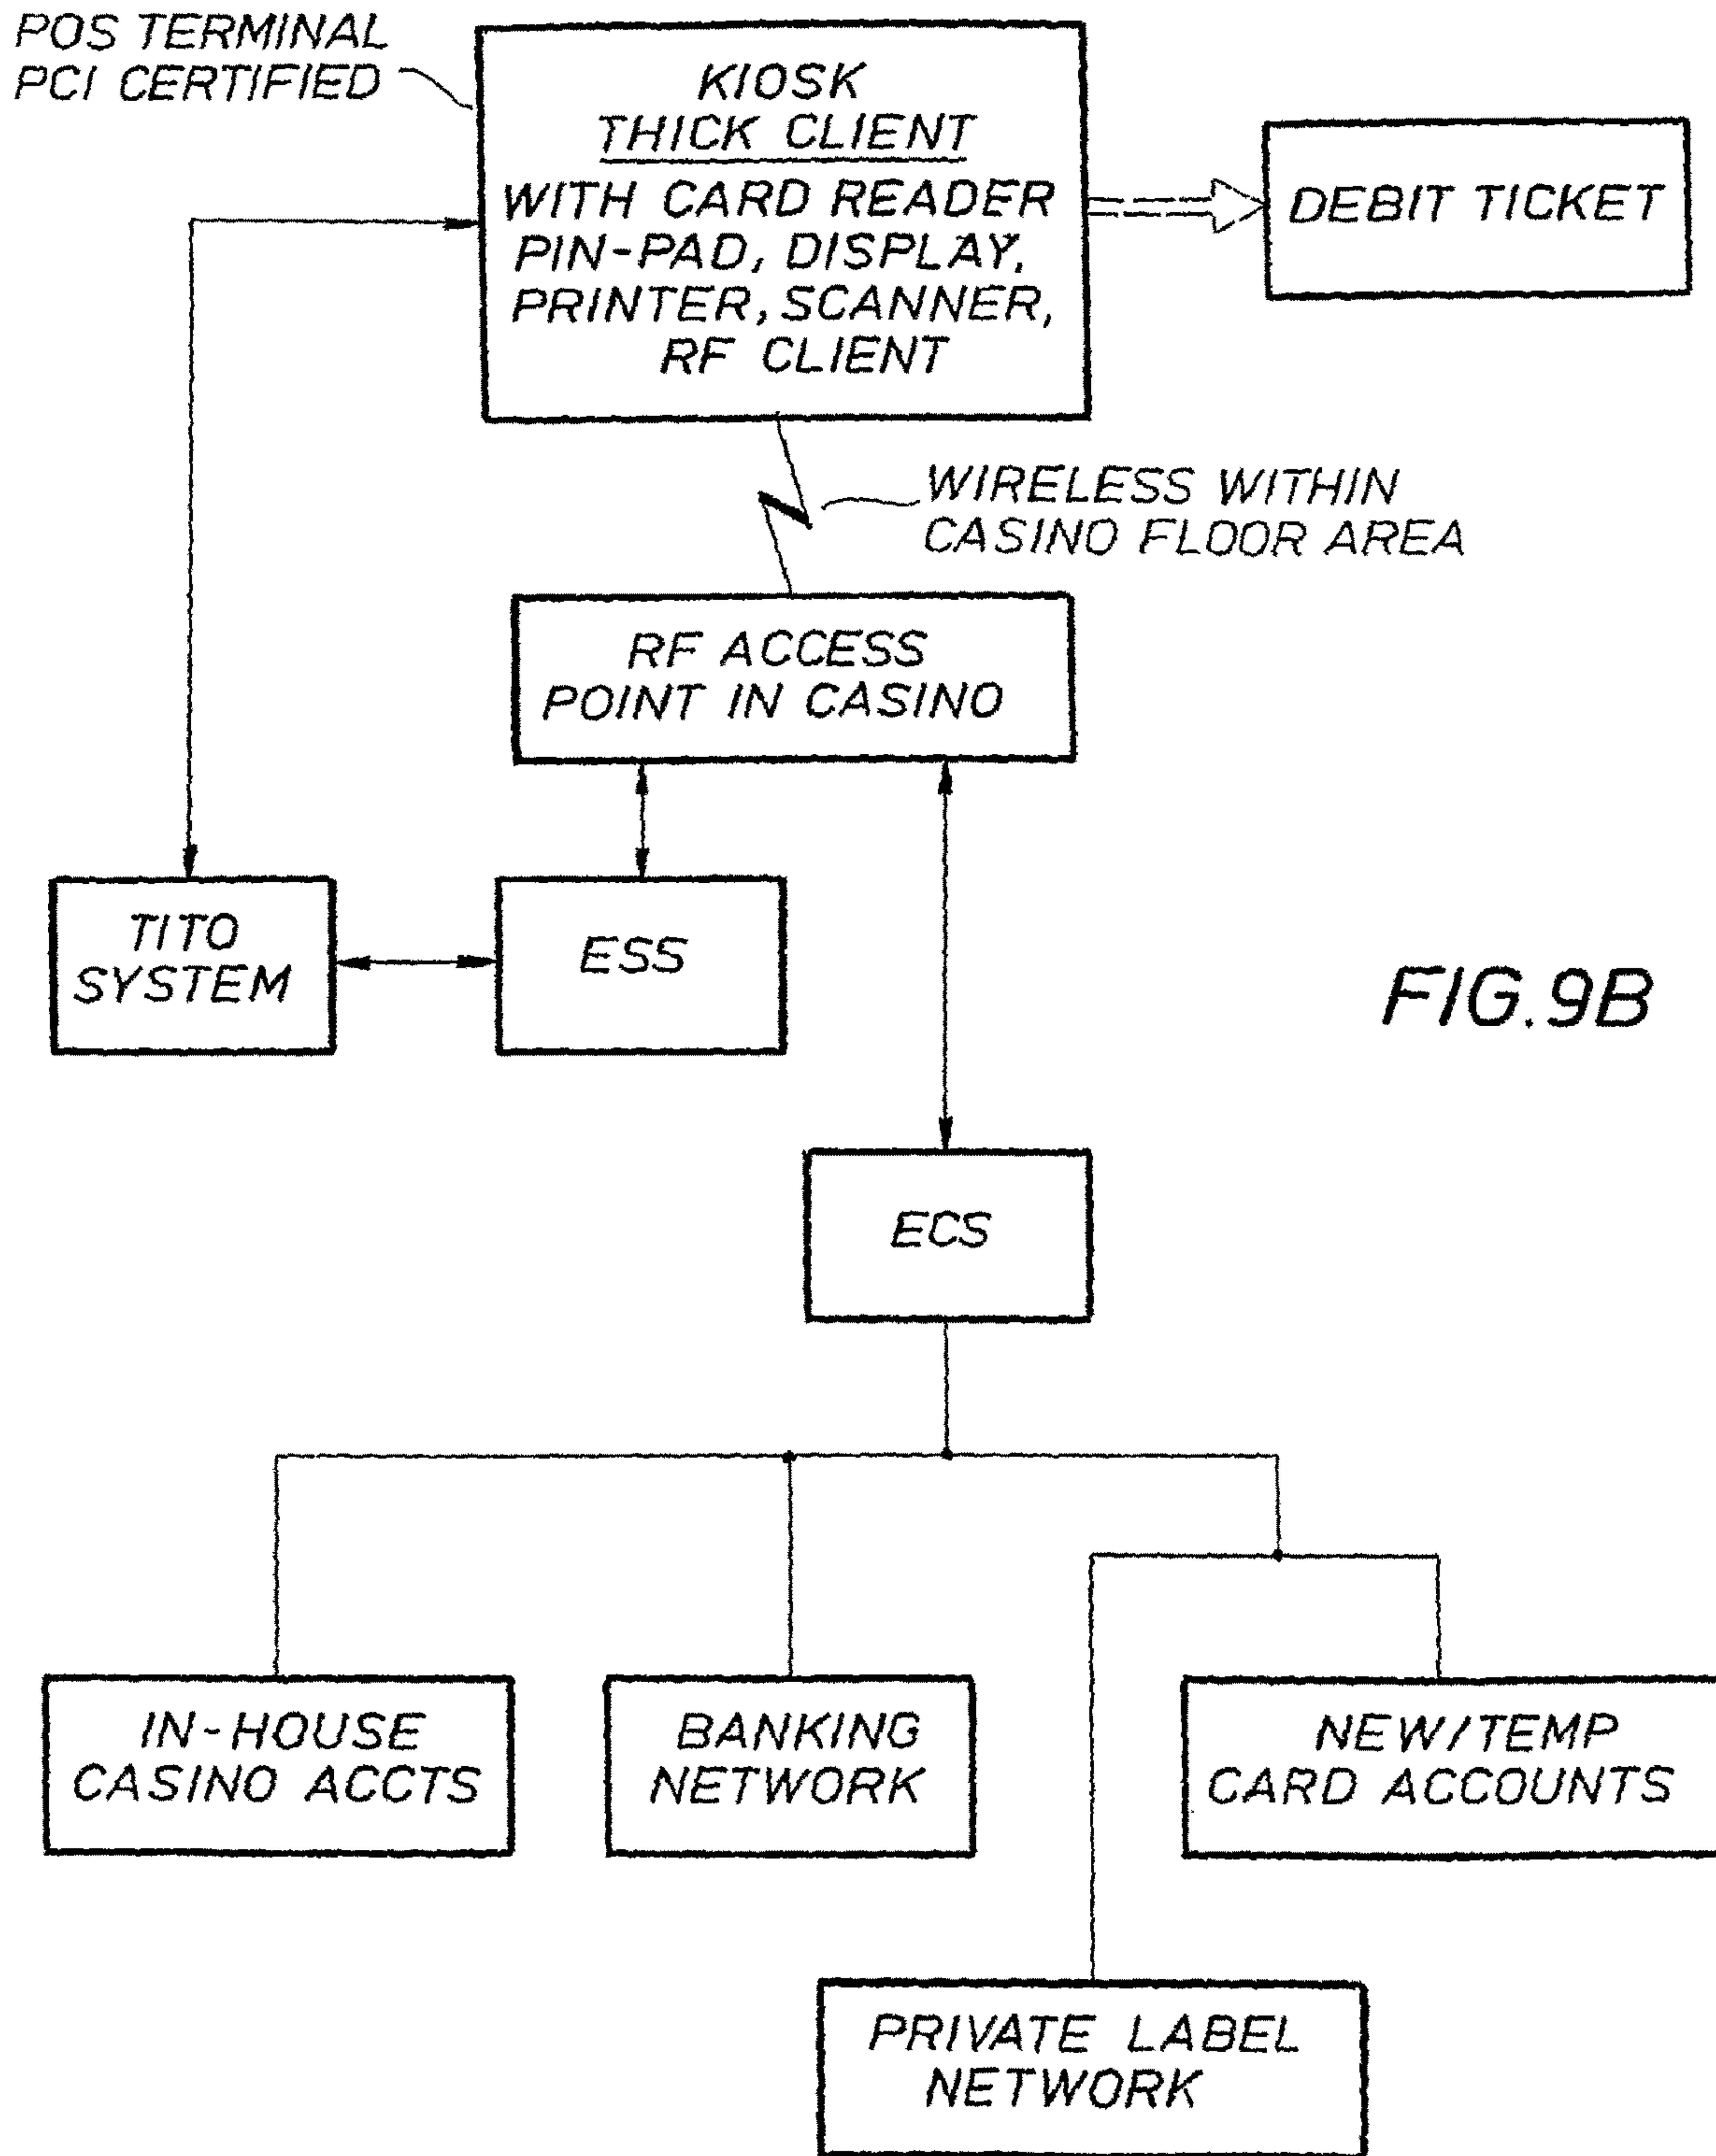 POS TERMINAL
PCI CERTIFIED
KIOSK
THICK CLIENT
WITH CARD READER
PIN-PAD, DISPLAY,
PRINTER, SCANNER,
RF CLIENT
DEBIT TICKET
WIRELESS WITHIN
CASINO FLOOR AREA
RF ACCESS
POINT IN CASINO
TITO
SYSTEM
ESS
FIG.9B
ECS
IN-HOUSE
CASINO ACCTS
BANKING
NETWORK
NEW/TEMP
CARD ACCOUNTS
PRIVATE LABEL
NETWORK